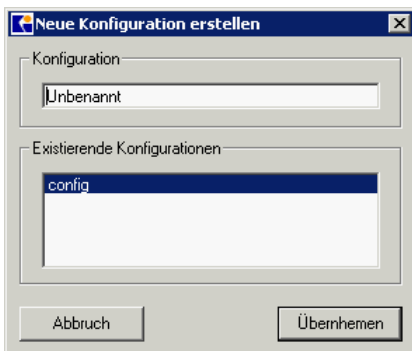 Neue Konfiguration erstellen
Konfiguration
Unbenannt
Existierende Konfigurationen
config
Abbruch
Übernhemen